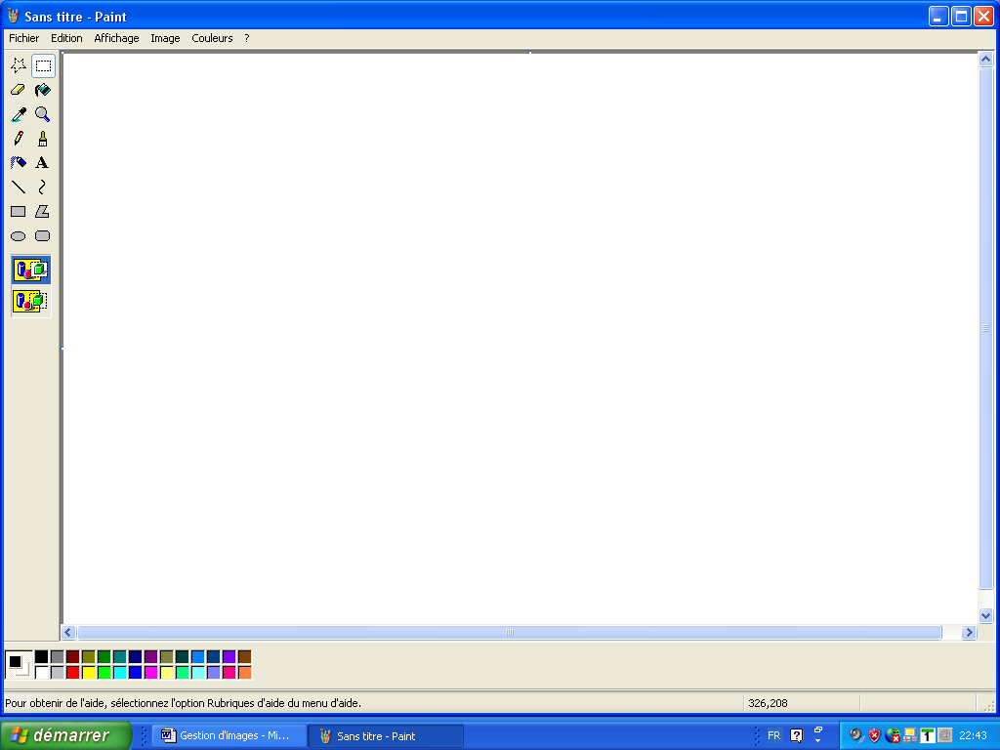 Sans titre - Paint
Fichier Edition Affichage Image Couleurs ?
A
Pour obtenir de l'aide, sélectionnez l'option Rubriques d'aide du menu d'aide.
326,208
démarrer
Gestion d'images - Mi...
Sans titre - Paint
FR
?
1
@
22:43